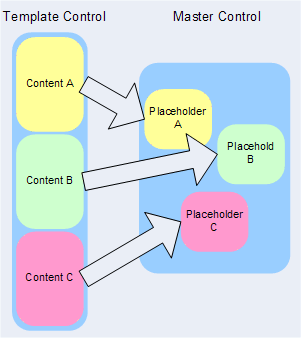 Template Control
Master Control
Content A
Placeholder
A
Content B
Placehold
B
Placeholder
C
Content C